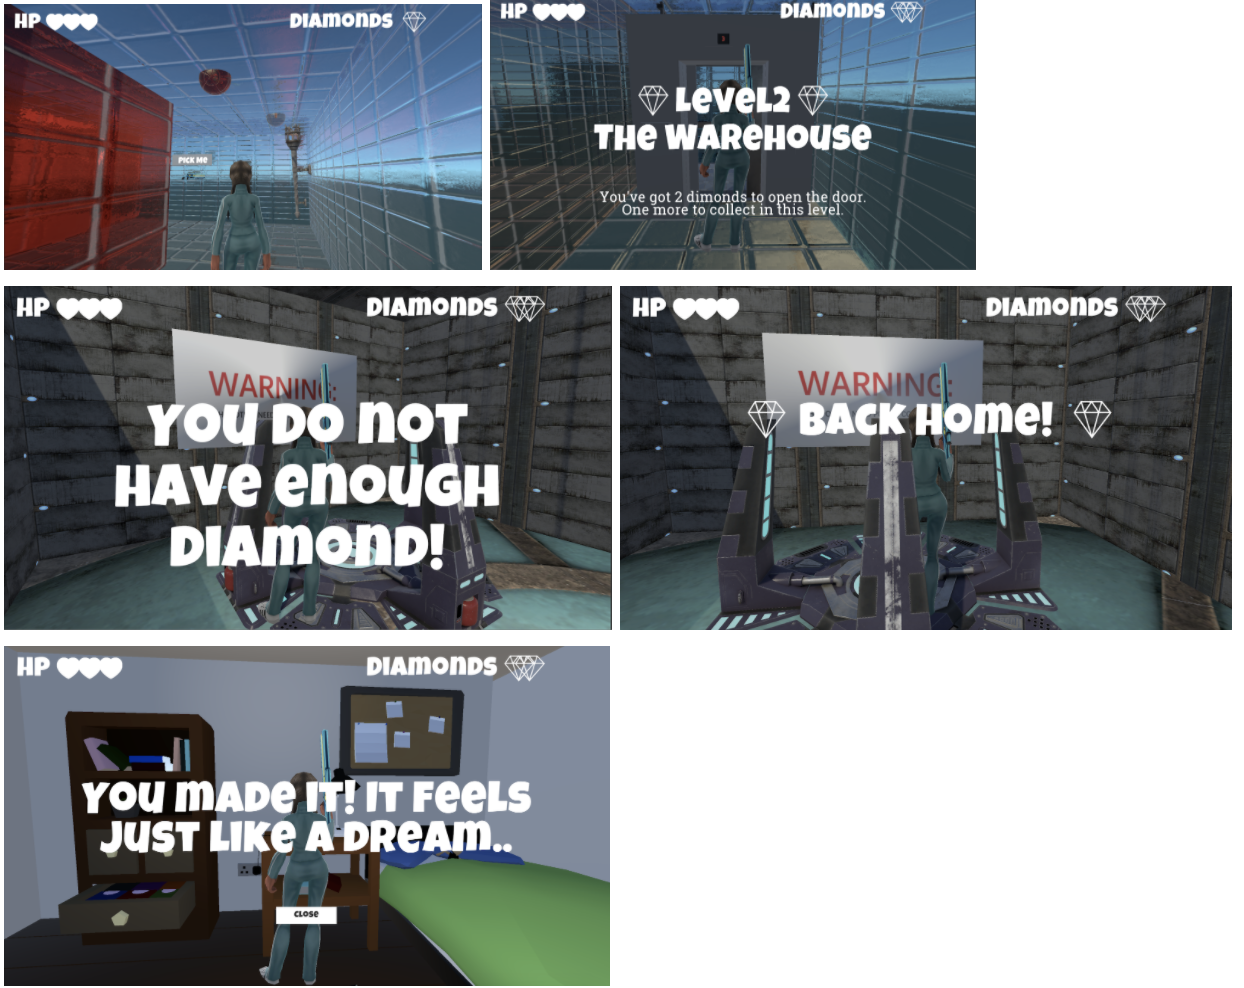 HP DIAMONDS
PICK ME
HP DIAMONDS
LEVEL2
THE WAREHOUSE
You've got 2 dimonds to open the door.
One more to collect in this level.
HP DIAMONDS
WARNING:
YOU DO NOT
HAVE ENOUGH
DIAMOND!
HP DIAMONDS
WARNING:
BACK HOME!
HP DIAMONDS
YOU MADE IT! IT FEELS
JUST LIKE A DREAM..
CLOSE